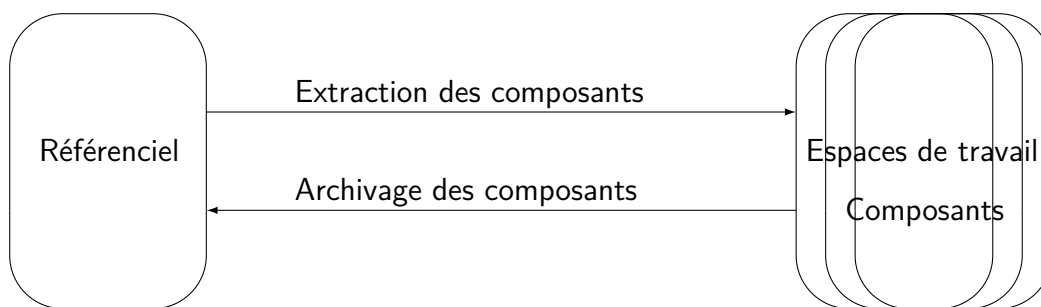 Extraction des composants
Référenciel
Espaces de travail
Archivage des composants
Composants